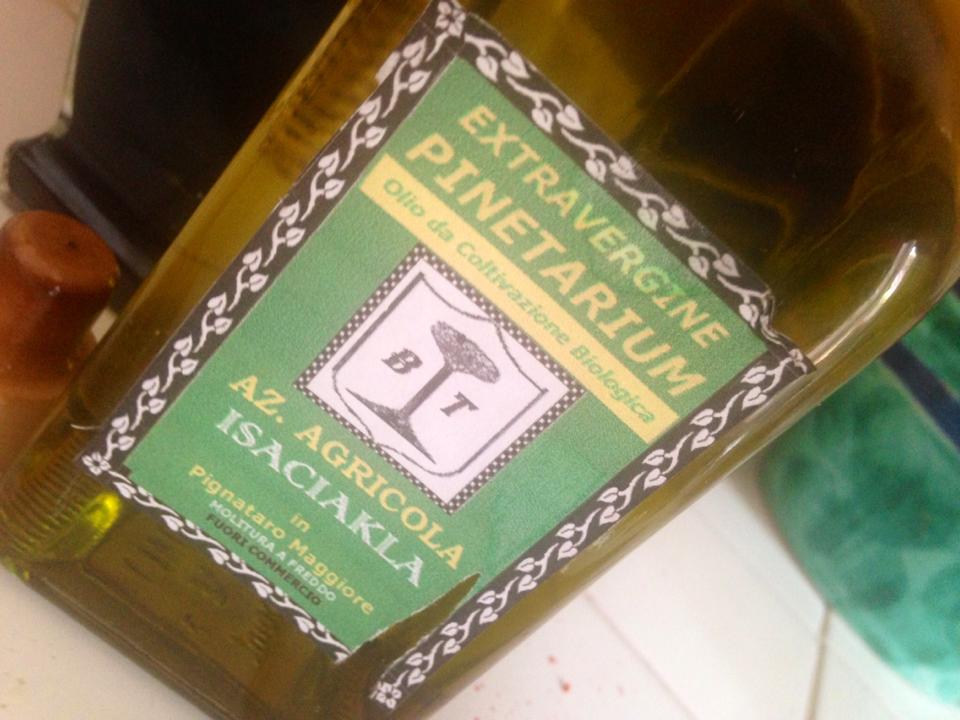 EXTRAVERGINE
PINETARIUM
Olio da Coltivazione Biologica
B T
AZ. AGRICOLA
ISACIAKLA
in
Pignataro Maggiore
MOLITURA A FREDDO
FUORI COMMERCIO